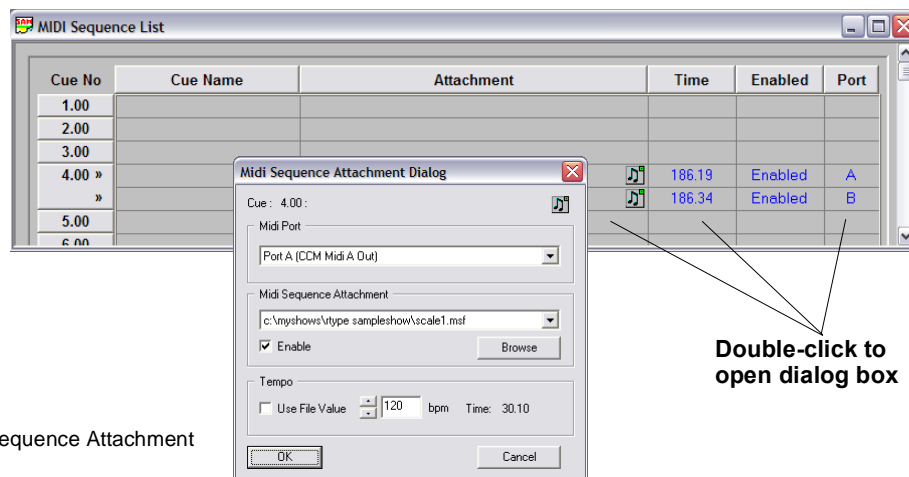 SAM
MIDI Sequence List
Cue No Cue Name Attachment Time Enabled Port
1.00
2.00
3.00
4.00 » 186.19 Enabled A
» 186.34 Enabled B
5.00
6.00
Midi Sequence Attachment Dialog
Cue : 4.00 :
Midi Port
Port A (CCM Midi A Out)
Midi Sequence Attachment
c:\myshows\rtype sampleshow\scale1.msf
Enable Browse
Tempo
Use File Value 120 bpm Time: 30.10
OK Cancel
Double-click to
open dialog box
equence Attachment